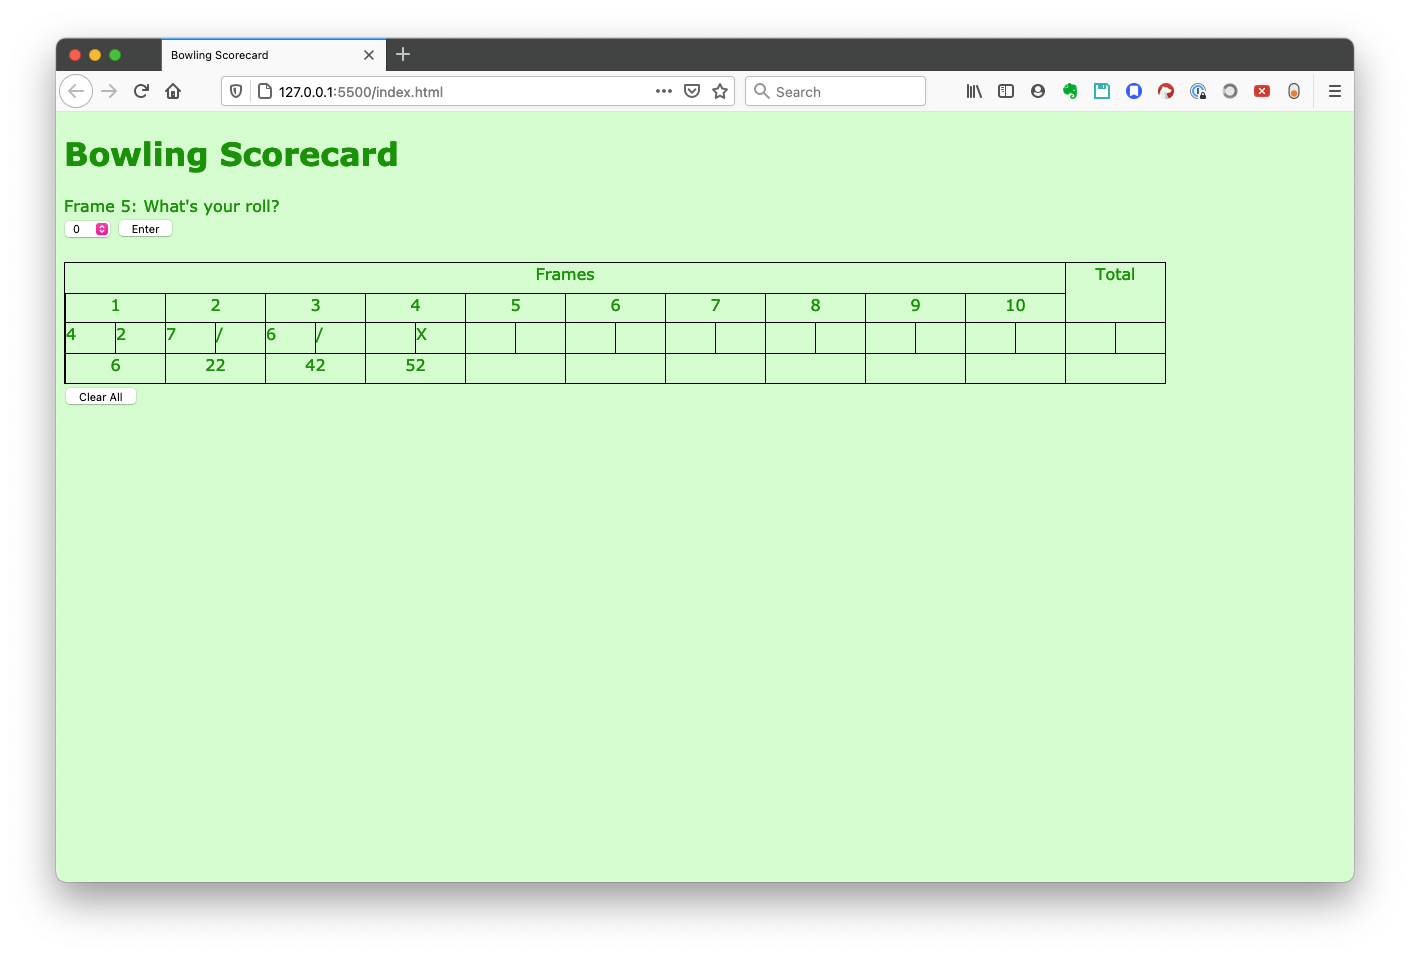 Bowling Scorecard
127.0.0.1:5500/index.html
Search
Bowling Scorecard
Frame 5: What's your roll?
0 Enter
Frames Total
1 2 3 4 5 6 7 8 9 10
4 2 7 / 6 / X
6 22 42 52
Clear All